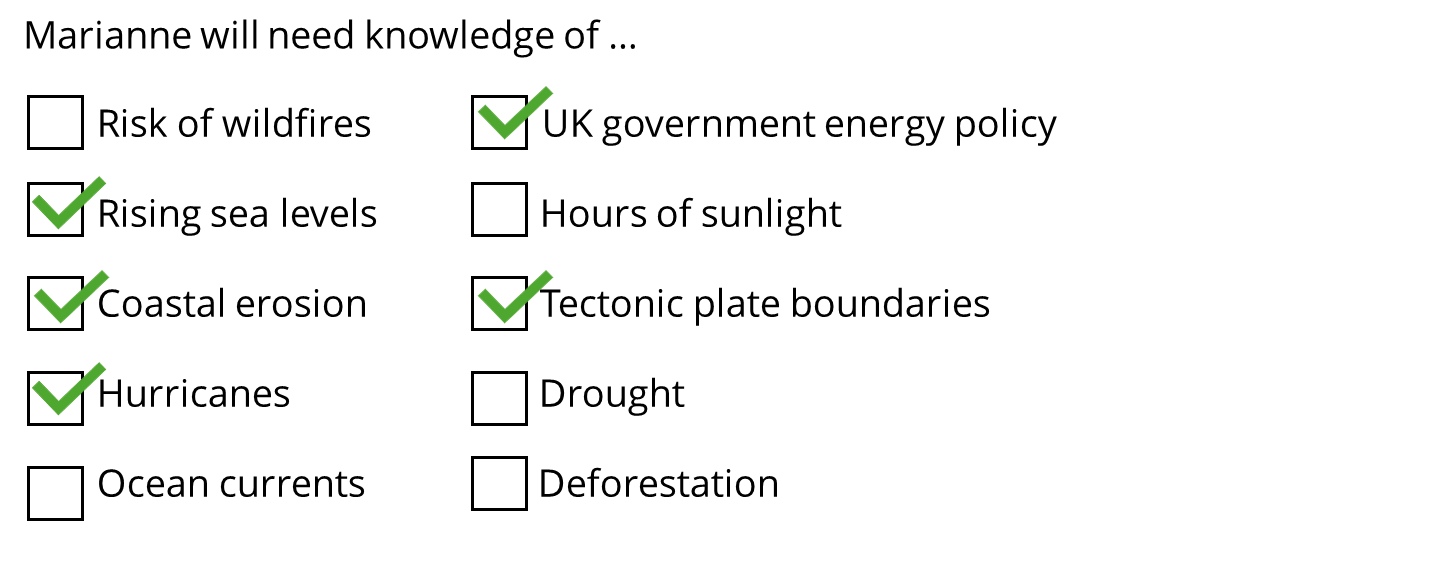 Marianne will need knowledge of ...
Risk of wildfires
Rising sea levels
Coastal erosion
Hurricanes
Ocean currents
UK government energy policy
Hours of sunlight
Tectonic plate boundaries
Drought
Deforestation